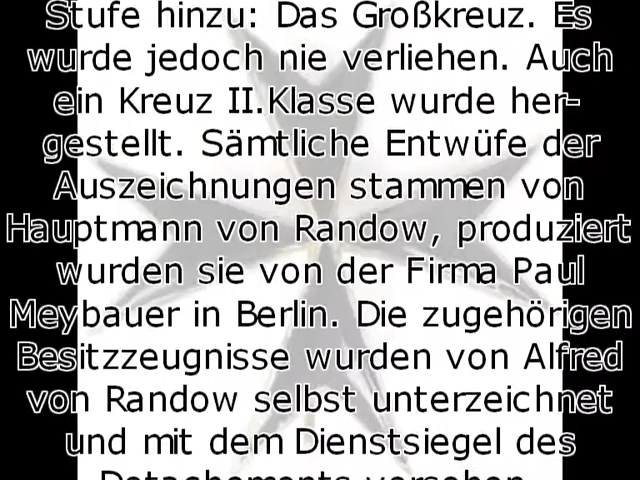 Stufe hinzu: Das Großkreuz. Es
wurde jedoch nie verliehen. Auch
ein Kreuz II.Klasse wurde her-
gestellt. Sämtliche Entwüfe der
Auszeichnungen stammen von
Hauptmann von Randow, produziert
wurden sie von der Firma Paul
Meybauer in Berlin. Die zugehörigen
Besitzzeugnisse wurden von Alfred
von Randow selbst unterzeichnet
und mit dem Dienstsiegel des
Detachements versehen.